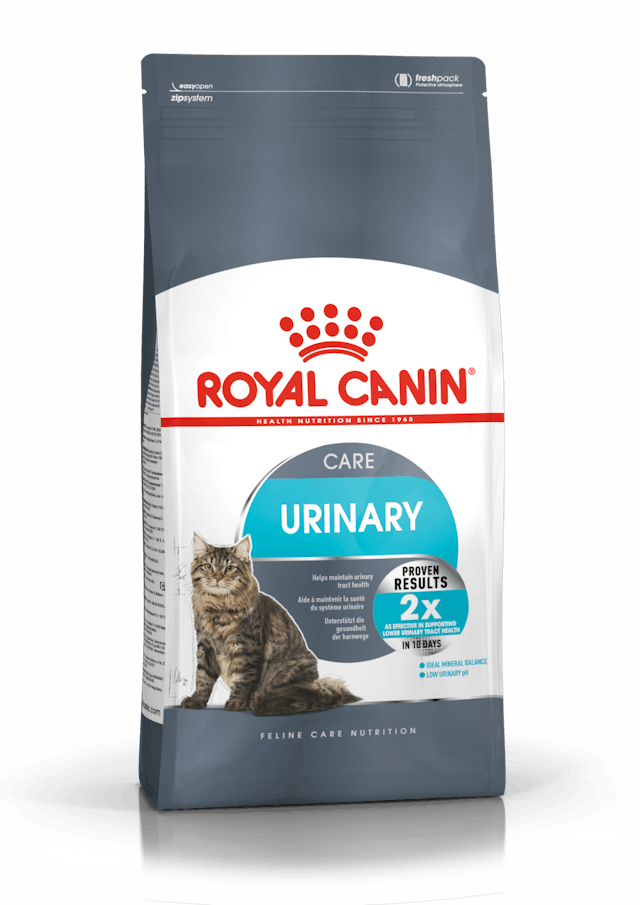 easyopen
zipsystem
freshpack
Protective atmosphere
ROYAL CANIN®
HEALTH NUTRITION SINCE 1968
CARE
URINARY
Helps maintain urinary
tract health
Aide à maintenir la santé
du système urinaire
Unterstützt die
gesundheit
der harnwege
PROVEN
RESULTS
2x
AS EFFECTIVE IN SUPPORTING
LOWER URINARY TRACT HEALTH
IN 10 DAYS
IDEAL MINERAL BALANCE
LOW URINARY pH
FELINE CARE NUTRITION